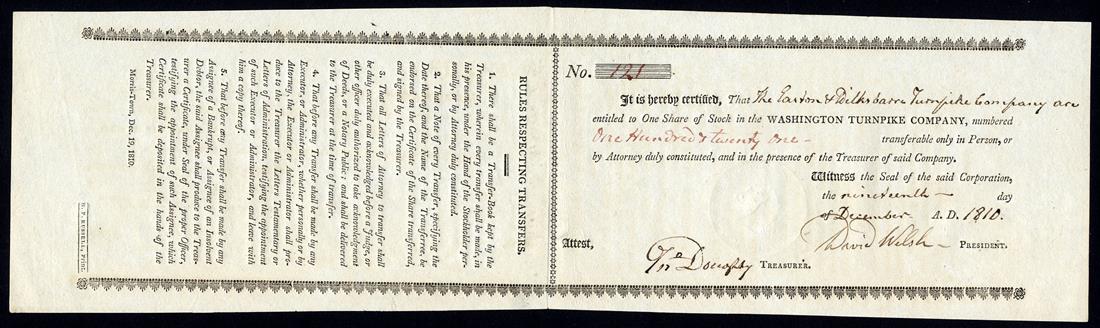 No. 121
It is hereby certified, That The Easton & Wilksbarre Turnpike Company are
entitled to One Share of Stock in the WASHINGTON TURNPIKE COMPANY, numbered
One Hundred & twenty one - transferable only in Person, or
by Attorney duly constituted, and in the presence of the Treasurer of said Company.
Witness the Seal of the said Corporation,
the nineteenth day
of December A. D. 1810.
David Welsh PRESIDENT.
Attest,
TREASURER.
RULES RESPECTING TRANSFERS.
1. There shall be a Transfer-Book kept by the
Treasurer, wherein every transfer shall be made, in
his presence, under the Hand of the Stockholder per-
sonally, or by Attorney duly constituted.
2. That a Note of every Transfer, specifying the
Date thereof, and the Name of the Transferree, be
endorsed on the Certificate of the Share transferred,
and signed by the Treasurer.
3. That all Letters of Attorney to transfer shall
be duly executed and acknowledged before a Judge, or
other officer duly authorized to take acknowledgment
of Deeds, or a Notary Public; and shall be delivered
to the Treasurer at the time of transfer.
4. That before any Transfer shall be made by any
Executor, or Administrator, whether personally or by
Attorney, the Executor or Administrator shall pro-
duce to the Treasurer the Letters Testamentary or
Letters of Administration, testifying the appointment
of such Executor or Administrator, and leave with
him a copy thereof.
5. That before any Transfer shall be made by any
Assignee of a Bankrupt, or Assignee of an Insolvent
Debtor, the said Assignee shall produce to the Treas-
urer a Certificate, under Seal of the proper Officer,
testifying the appointment of such Assignee, which
Certificate shall be deposited in the hands of the
Treasurer.
Morris-Town, Dec. 19, 1810.
RUSSELL,